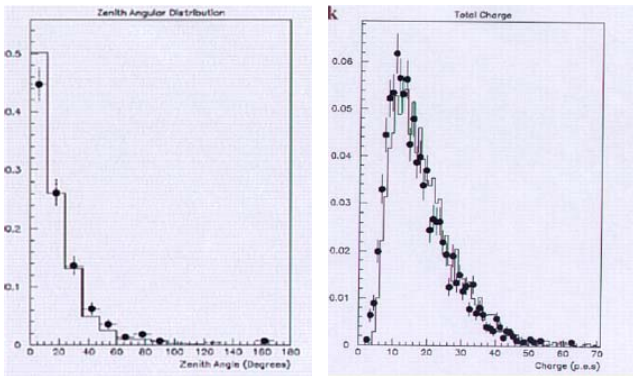 Zenith Angular Distribution
0.5
0.4
0.3
0.2
0.1
0
0 20 40 60 80 100 120 140 160 180
Zenith Angle (Degrees)
k
Total Charge
0.06
0.05
0.04
0.03
0.02
0.01
0
0 10 20 30 40 50 60 70
Charge (p.e.s)